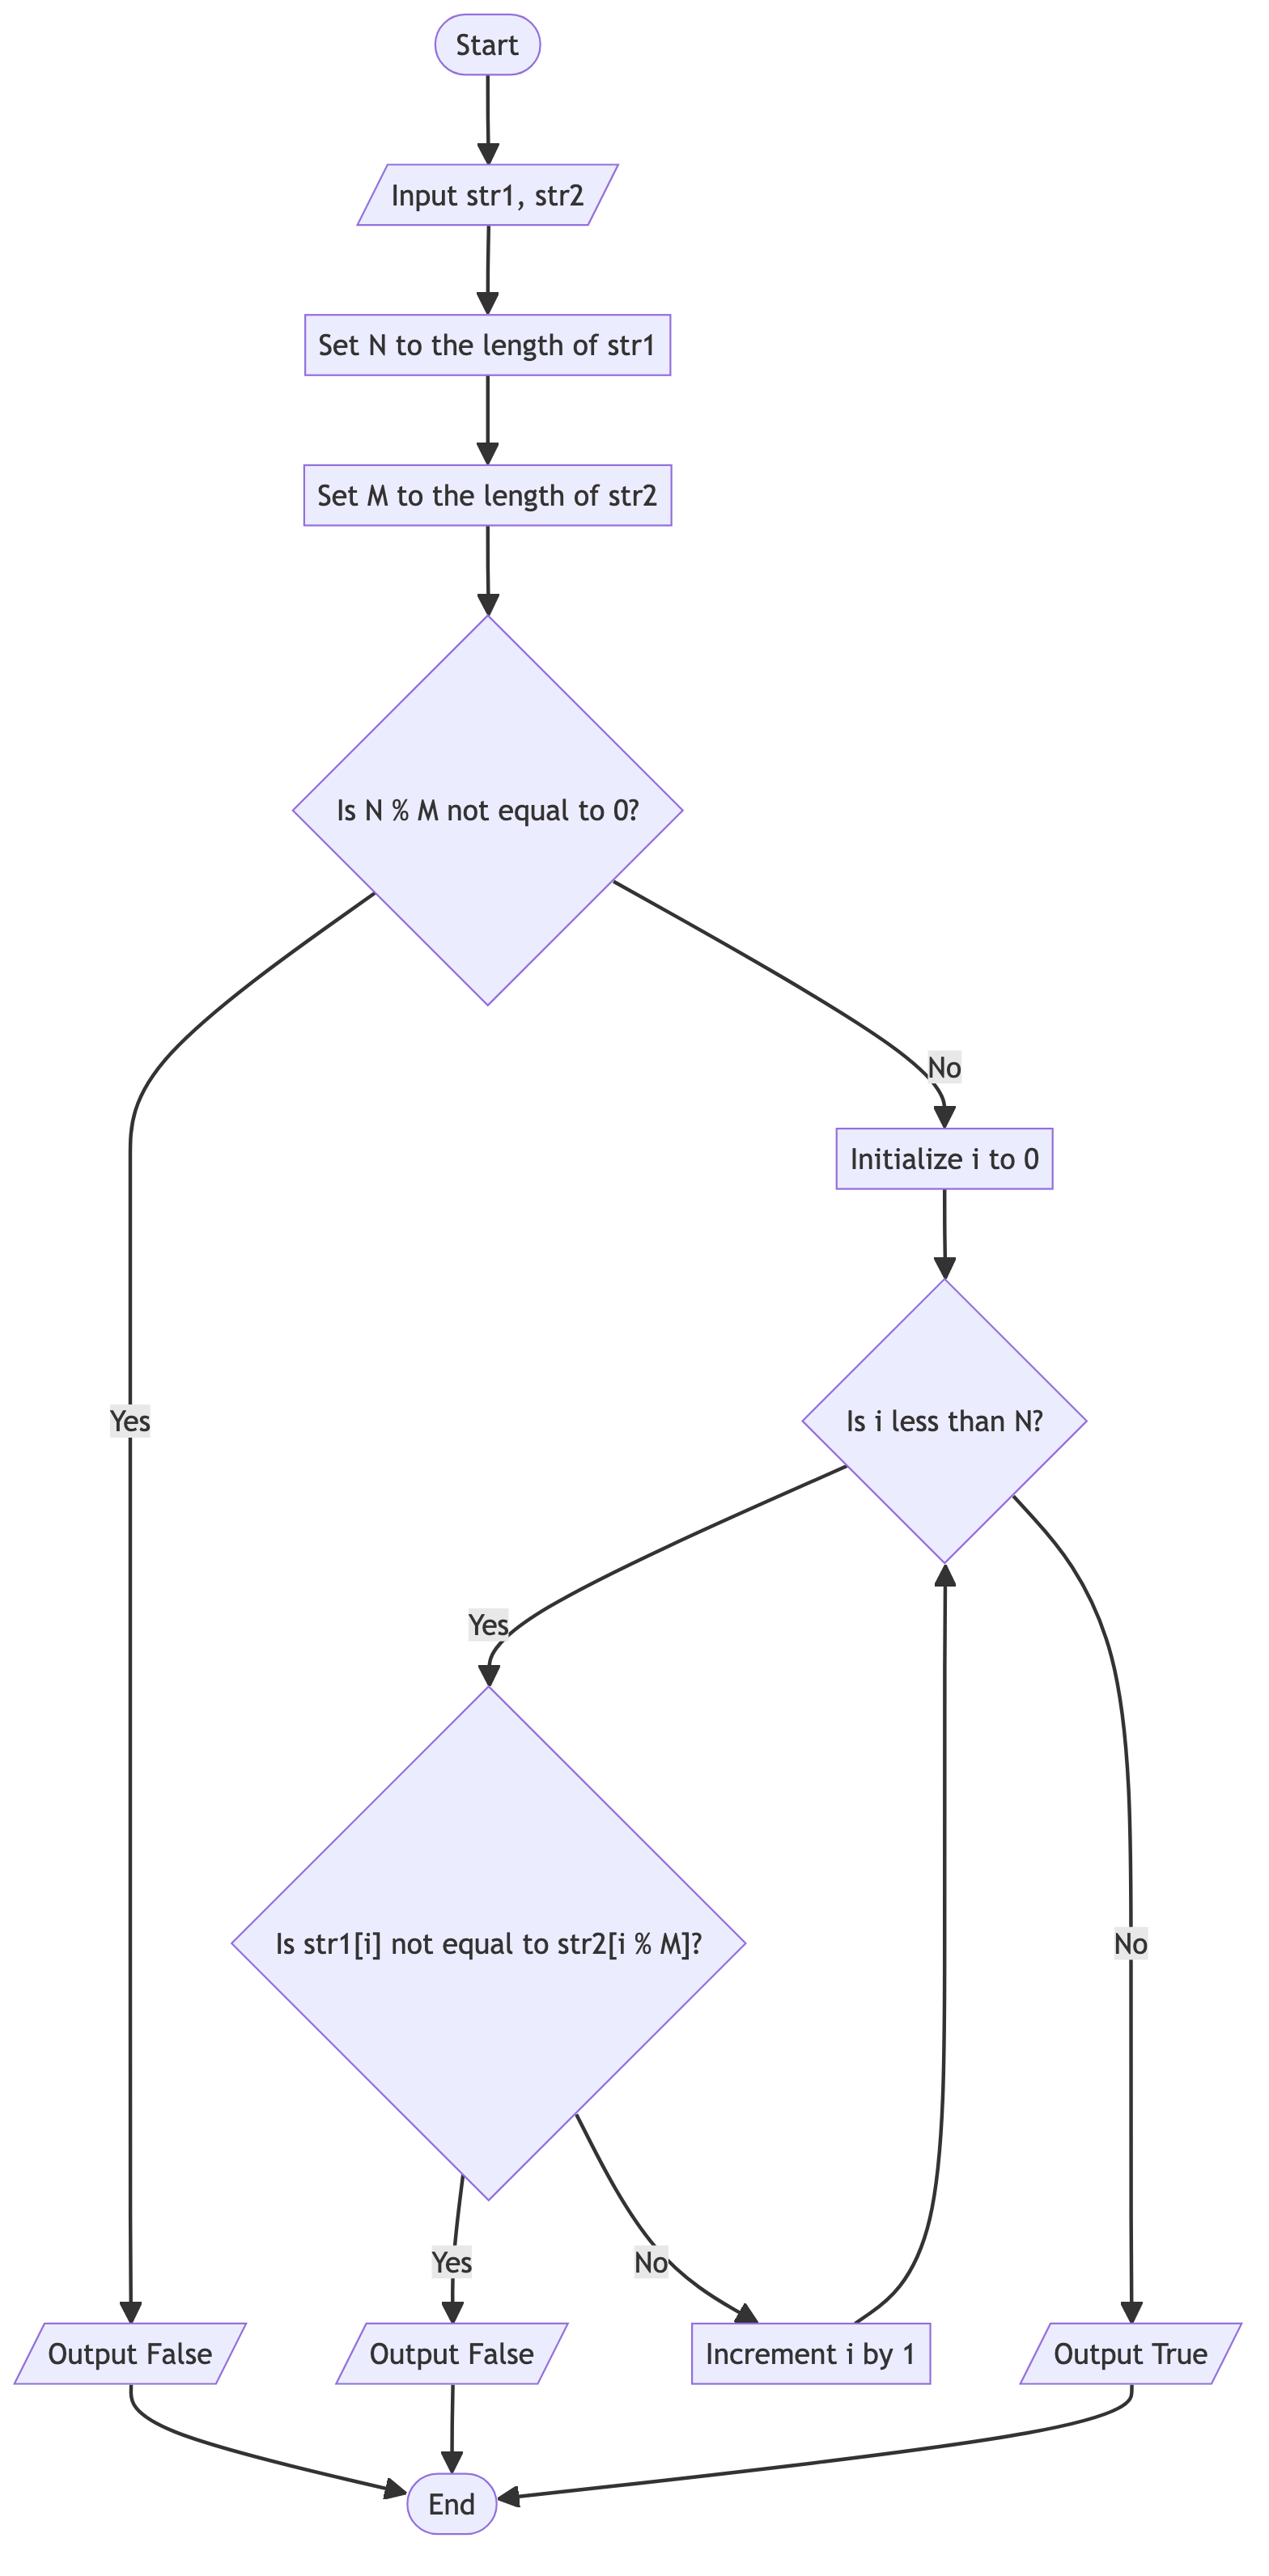 Start
Input str1, str2
Set N to the length of str1
Set M to the length of str2
Is N % M not equal to 0?
No
Initialize i to 0
Yes
Is i less than N?
Yes
Is str1[i] not equal to str2[i % M]?
No
Yes
No
Output False
Output False
Increment i by 1
Output True
End